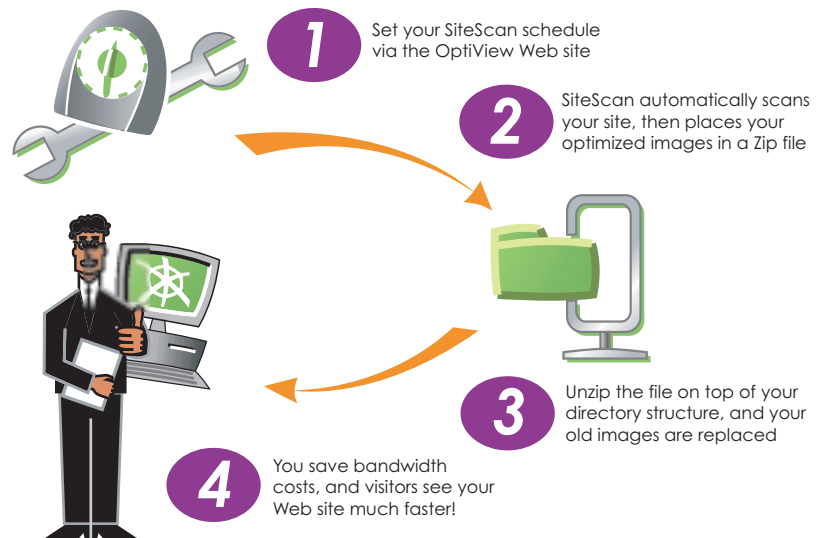 1
Set your SiteScan schedule
via the OptiView Web site
2
SiteScan automatically scans
your site, then places your
optimized images in a Zip file
3
Unzip the file on top of your
directory structure, and your
old images are replaced
4
You save bandwidth
costs, and visitors see your
Web site much faster!